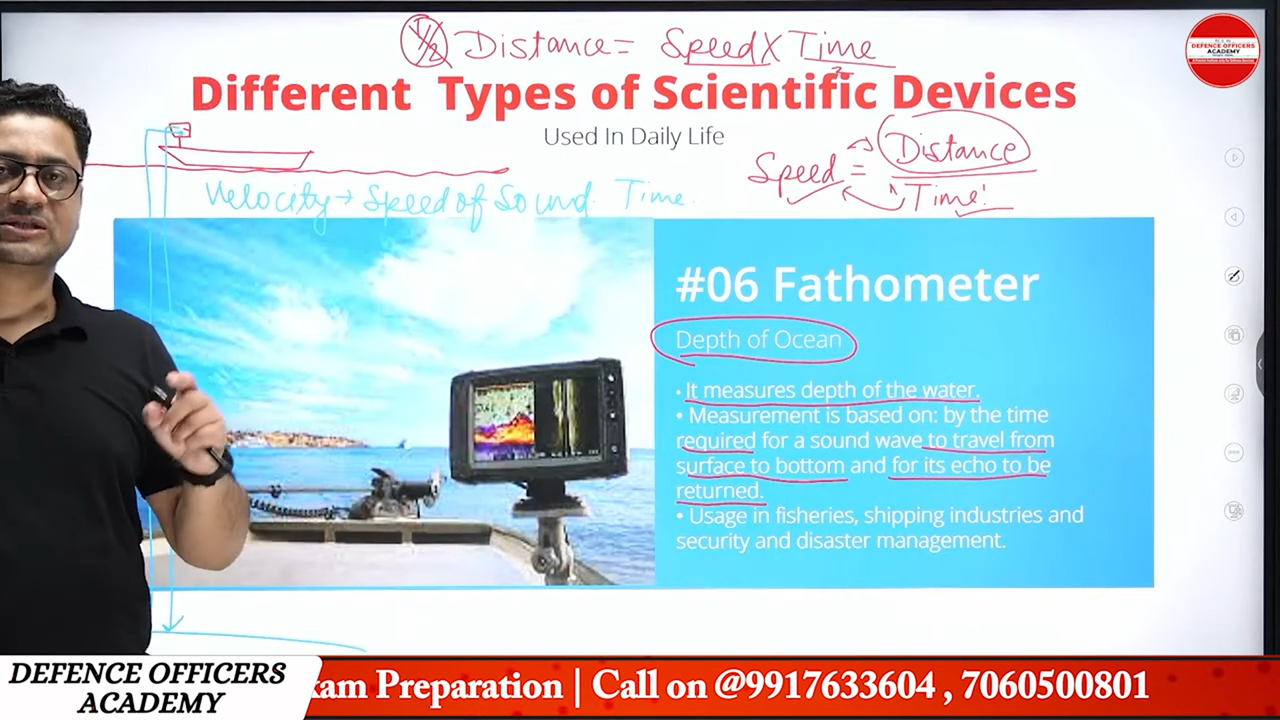 1/2 Distance = Speed X Time
DEFENCE OFFICERS
ACADEMY
Different Types of Scientific Devices
Used In Daily Life
Speed = Distance
Time
Velocity → Speed of Sound. Time.
#06 Fathometer
Depth of Ocean
• It measures depth of the water.
• Measurement is based on: by the time
required for a sound wave to travel from
surface to bottom and for its echo to be
returned.
• Usage in fisheries, shipping industries and
security and disaster management.
DEFENCE OFFICERS
ACADEMY
xam Preparation | Call on @9917633604 , 7060500801